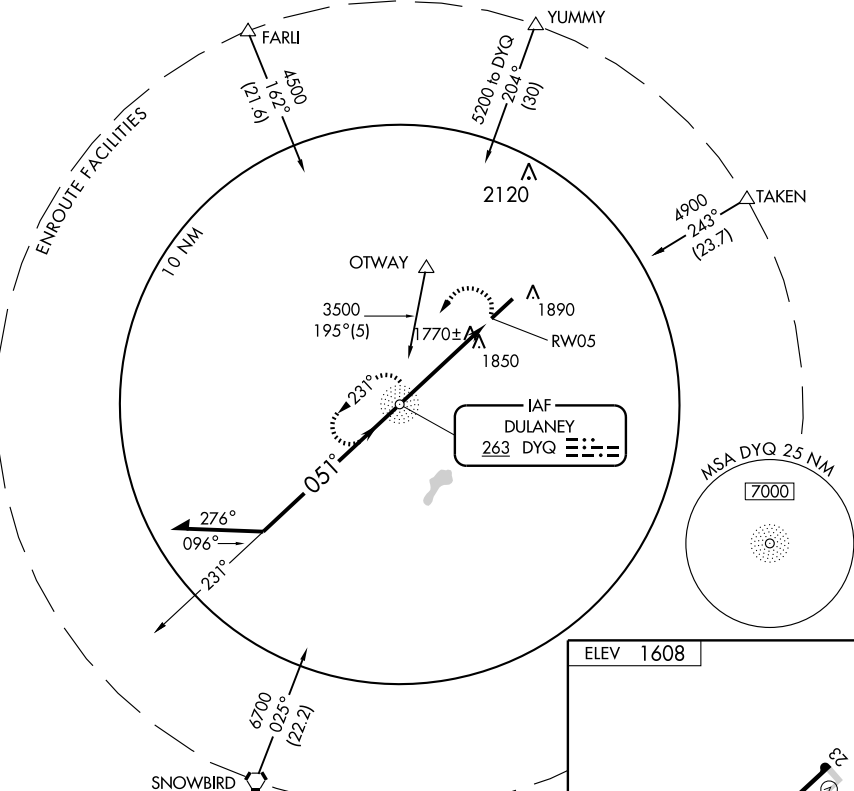 YUMMY
FARLI
5200 to DYQ
204°
(30)
4500
162°
(21.6)
ENROUTE FACILITIES
2120
TAKEN
4900
243°
(23.7)
10 NM
OTWAY
3500
195°(5)
1770±
1890
1850
RW05
231°
IAF
DULANEY
263 DYQ
051°
MSA DYQ 25 NM
7000
276°
096°
231°
ELEV 1608
6700
025°
(22.2)
SNOWBIRD
23
A